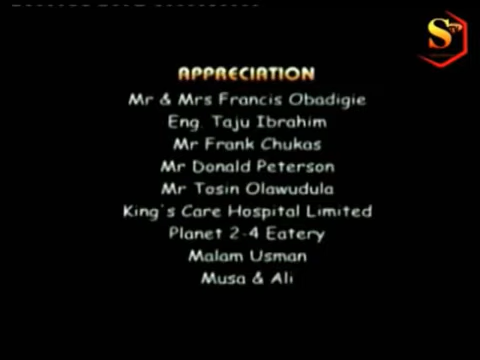 APPRECIATION
Mr & Mrs Francis Obadigie
Eng. Taju Ibrahim
Mr Frank Chukas
Mr Donald Peterson
Mr Tosin Olawudula
King's Care Hospital Limited
Planet 2-4 Eatery
Malam Usman
Musa & Ali
S